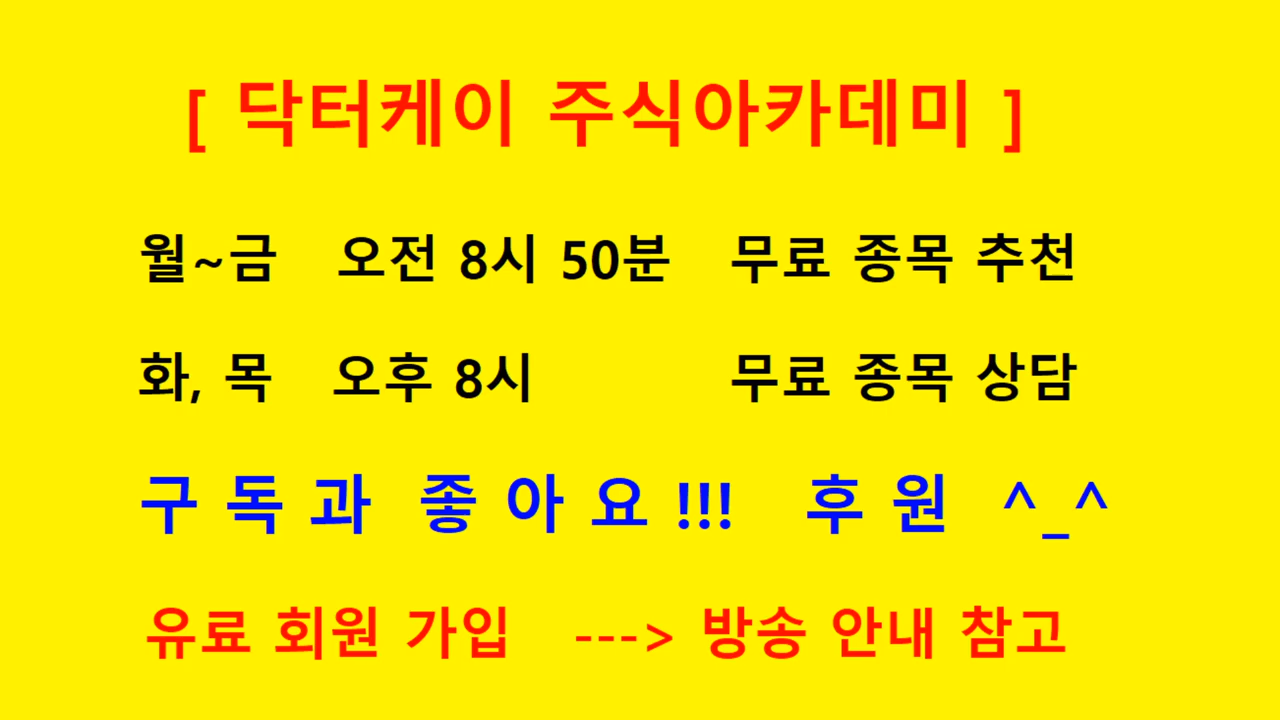 [ 닥터케이 주식아카데미 ]
월~금 오전 8시 50분 무료 종목 추천
화, 목 오후 8시 무료 종목 상담
구 독 과 좋 아 요 !!! 후 원 ^_^
유료 회원 가입 ---> 방송 안내 참고